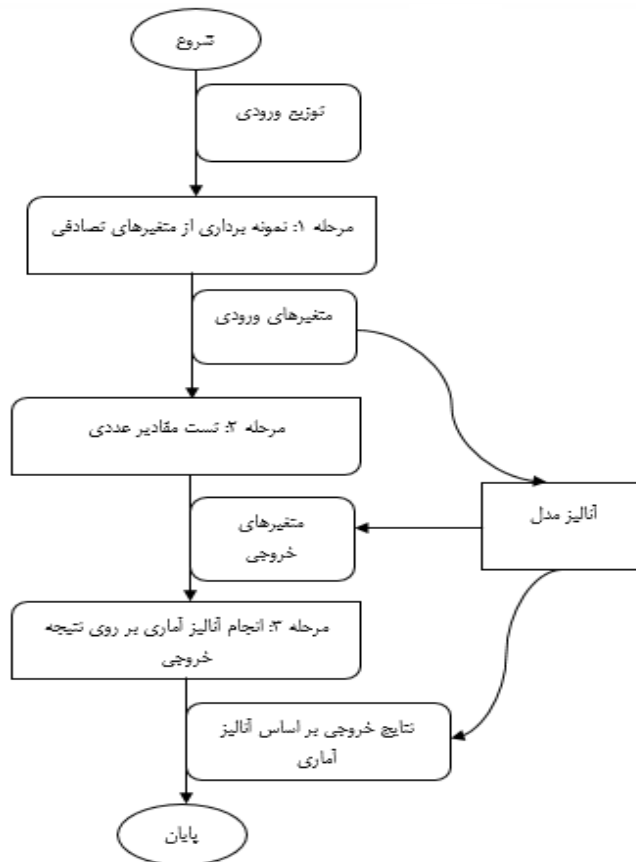 شروع
توزیع ورودی
مرحله ۱: نمونه برداری از متغیرهای تصادفی
متغیرهای ورودی
مرحله ۲: تست مقادیر عددی
آنالیز مدل
متغیرهای
خروجی
مرحله ۳: انجام آنالیز آماری بر روی نتیجه
خروجی
نتایج خروجی بر اساس آنالیز
آماری
پایان